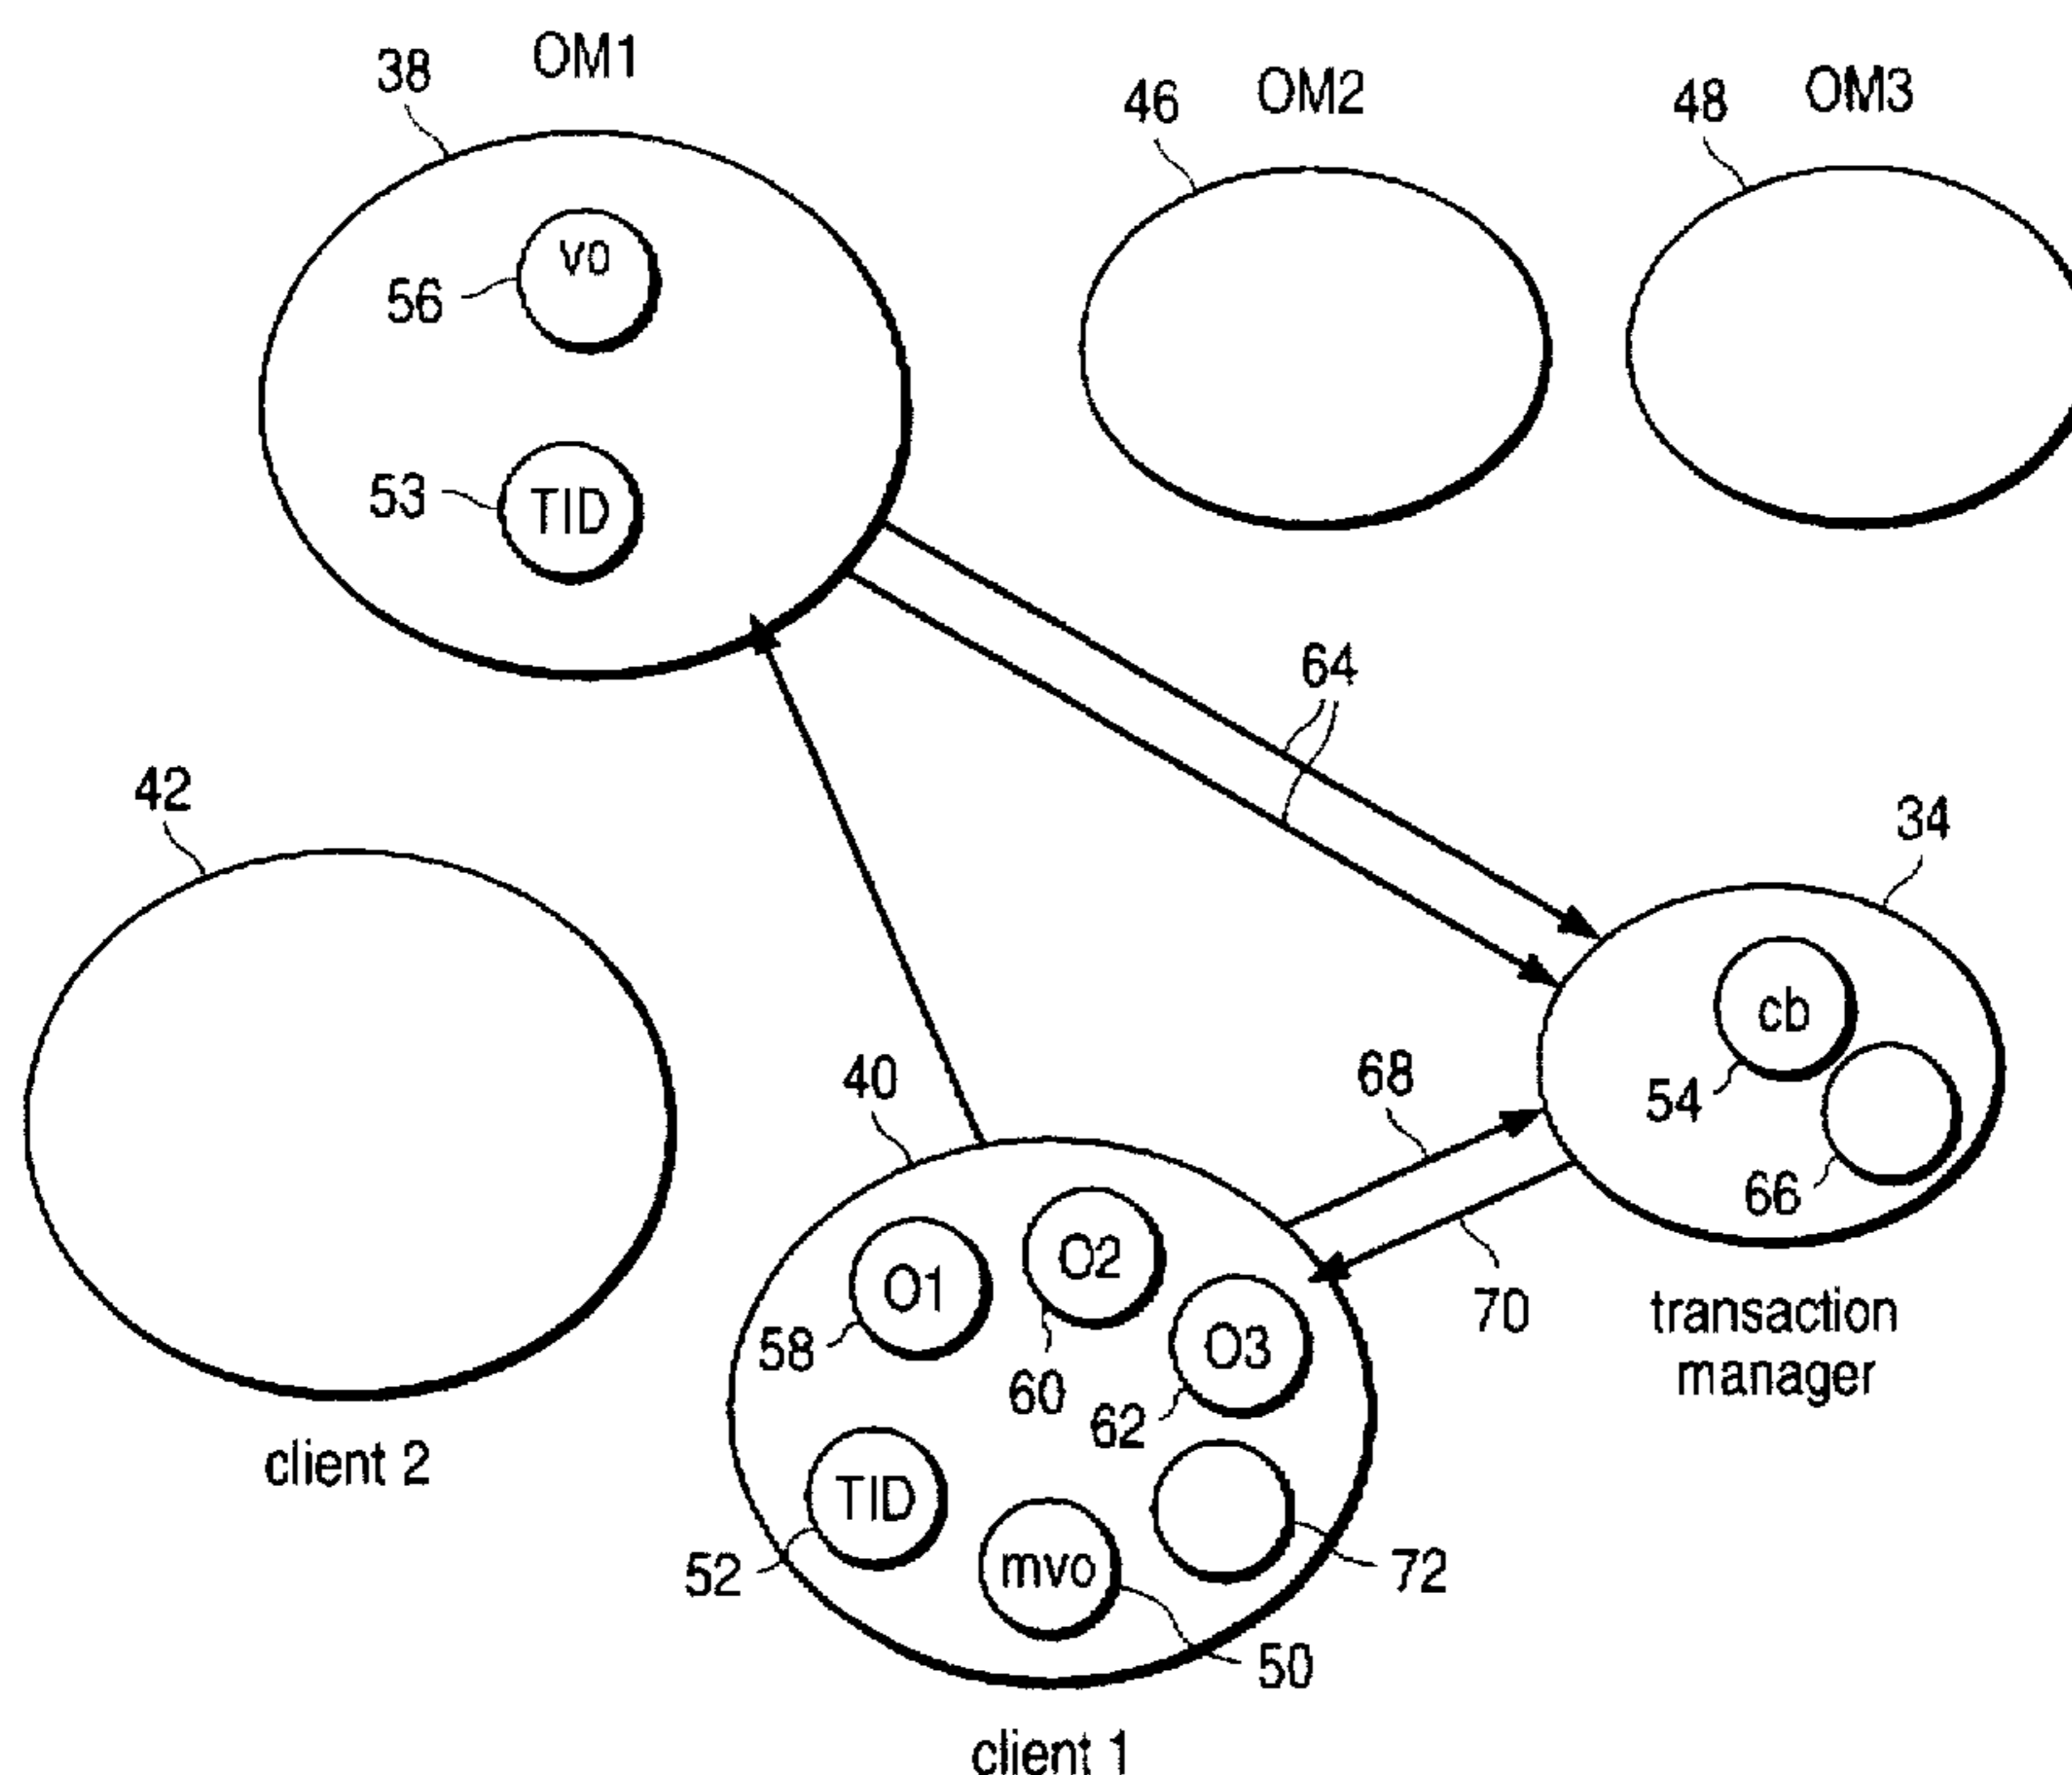 38
OM1
46
OM2
48
OM3
vo
56
53
TID
64
42
34
cb
54
40
68
66
O1
O2
O3
58
60
62
70
transaction
manager
client 2
TID
52
mvo
72
50
client 1